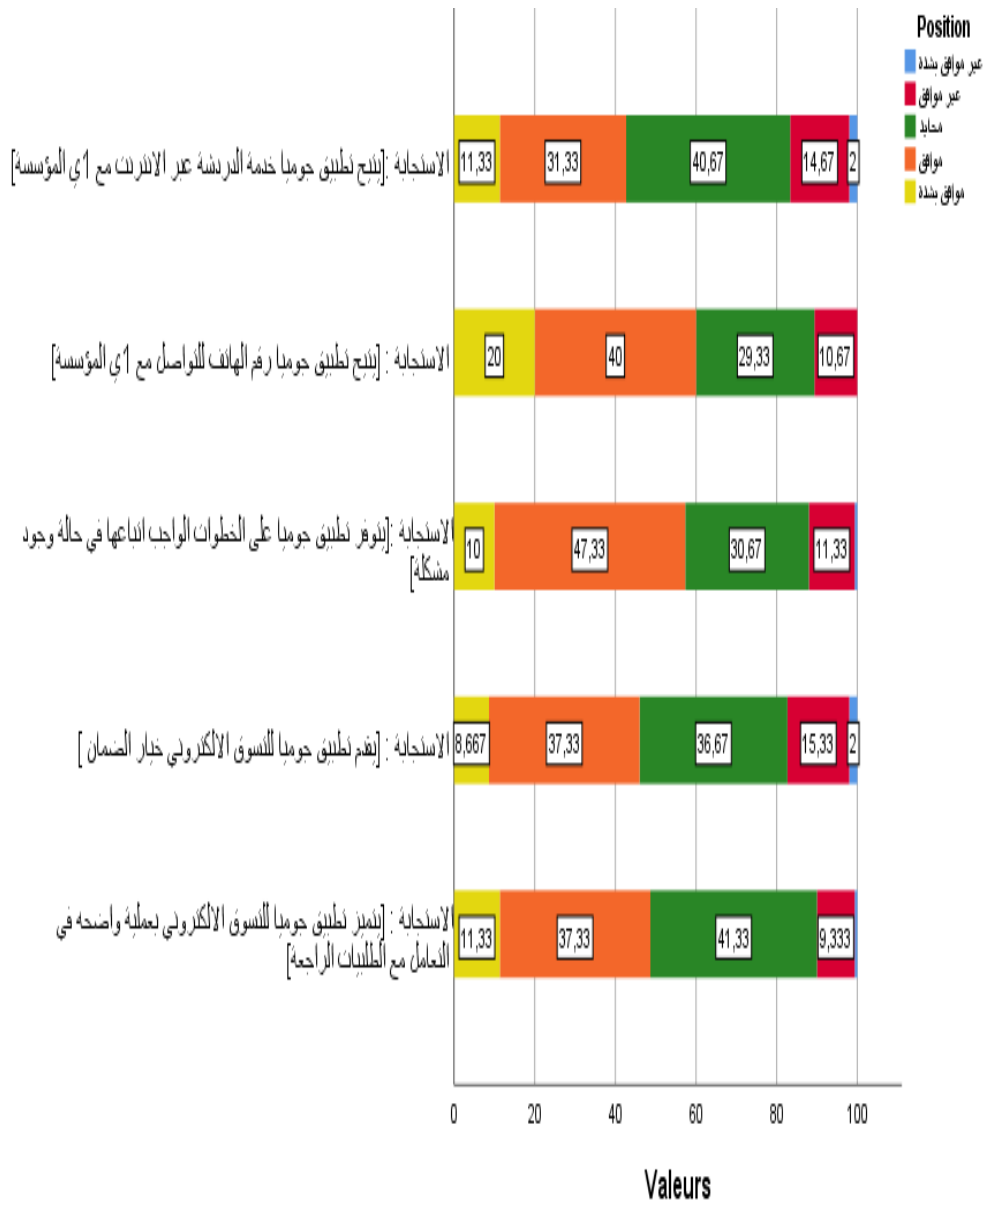 Position
عير موافق بشدة
عير موافق
محايد
موافق
موافق بشدة
الاستجابة :[يتيح تطبيق جوميا خدمة الدردشة عبر الانترنت مع 1ي المؤسسة]
11,33 31,33 40,67 14,67 2
الاستجابة : [يتيح تطبيق جوميا رقم الهاتف للتواصل مع 1ي المؤسسة]
20 40 29,33 10,67
الاستجابة :[يتوفر تطبيق جوميا على الخطوات الواجب اتباعها في حالة وجود
مشكلة]
10 47,33 30,67 11,33
الاستجابة : [يقدم تطبيق جوميا للتسوق الالكتروني خيار الضمان ]
8,667 37,33 36,67 15,33 2
الاستجابة : [يتميز تطبيق جوميا للتسوق الالكتروني بعملية واضحه في
التعامل مع الطلبيات الراجعة]
11,33 37,33 41,33 9,333
0 20 40 60 80 100
Valeurs